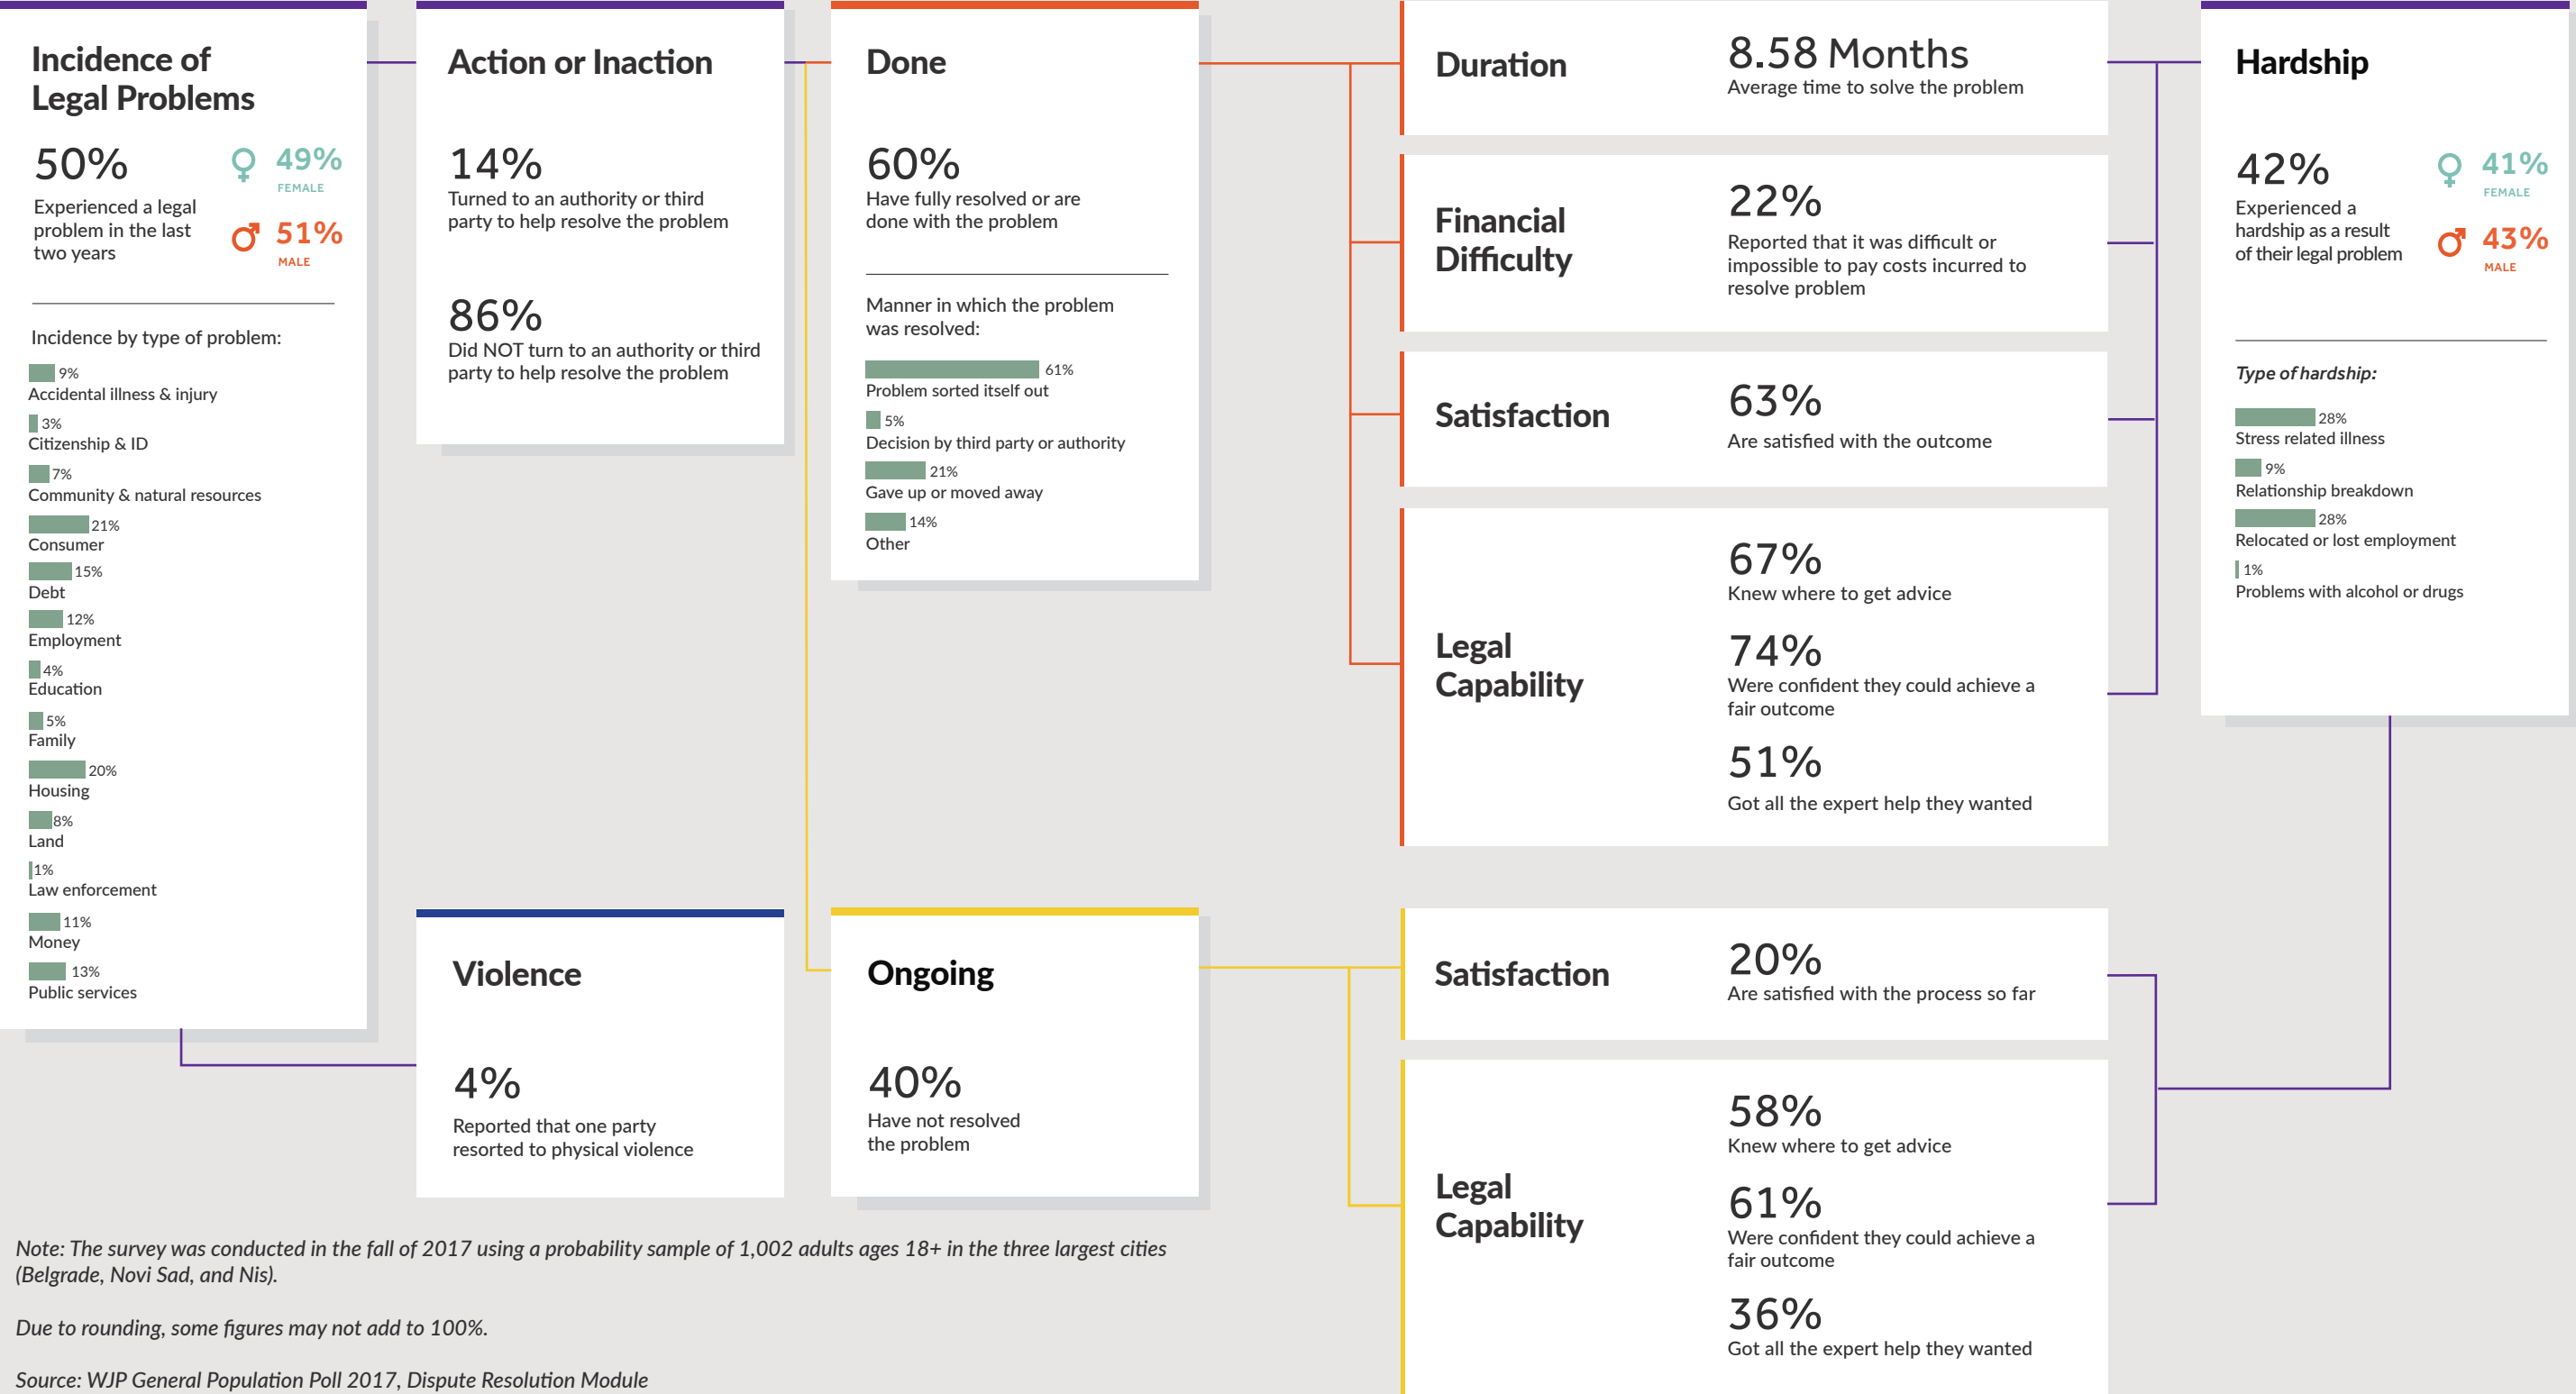 Incidence of
Legal Problems
50%
Experienced a legal
problem in the last
two years
49%
FEMALE
51%
MALE
Incidence by type of problem:
9%
Accidental illness & injury
3%
Citizenship & ID
7%
Community & natural resources
21%
Consumer
15%
Debt
12%
Employment
4%
Education
5%
Family
20%
Housing
8%
Land
1%
Law enforcement
11%
Money
13%
Public services
Action or Inaction
14%
Turned to an authority or third
party to help resolve the problem
86%
Did NOT turn to an authority or third
party to help resolve the problem
Violence
4%
Reported that one party
resorted to physical violence
Done
60%
Have fully resolved or are
done with the problem
Manner in which the problem
was resolved:
61%
Problem sorted itself out
5%
Decision by third party or authority
21%
Gave up or moved away
14%
Other
Ongoing
40%
Have not resolved
the problem
Duration
8.58 Months
Average time to solve the problem
Financial
Difficulty
22%
Reported that it was difficult or
impossible to pay costs incurred to
resolve problem
Satisfaction
63%
Are satisfied with the outcome
Legal
Capability
67%
Knew where to get advice
74%
Were confident they could achieve a
fair outcome
51%
Got all the expert help they wanted
Satisfaction
20%
Are satisfied with the process so far
Legal
Capability
58%
Knew where to get advice
61%
Were confident they could achieve a
fair outcome
36%
Got all the expert help they wanted
Hardship
42%
Experienced a
hardship as a result
of their legal problem
41%
FEMALE
43%
MALE
Type of hardship:
28%
Stress related illness
9%
Relationship breakdown
28%
Relocated or lost employment
1%
Problems with alcohol or drugs
Note: The survey was conducted in the fall of 2017 using a probability sample of 1,002 adults ages 18+ in the three largest cities
(Belgrade, Novi Sad, and Nis).
Due to rounding, some figures may not add to 100%.
Source: WJP General Population Poll 2017, Dispute Resolution Module